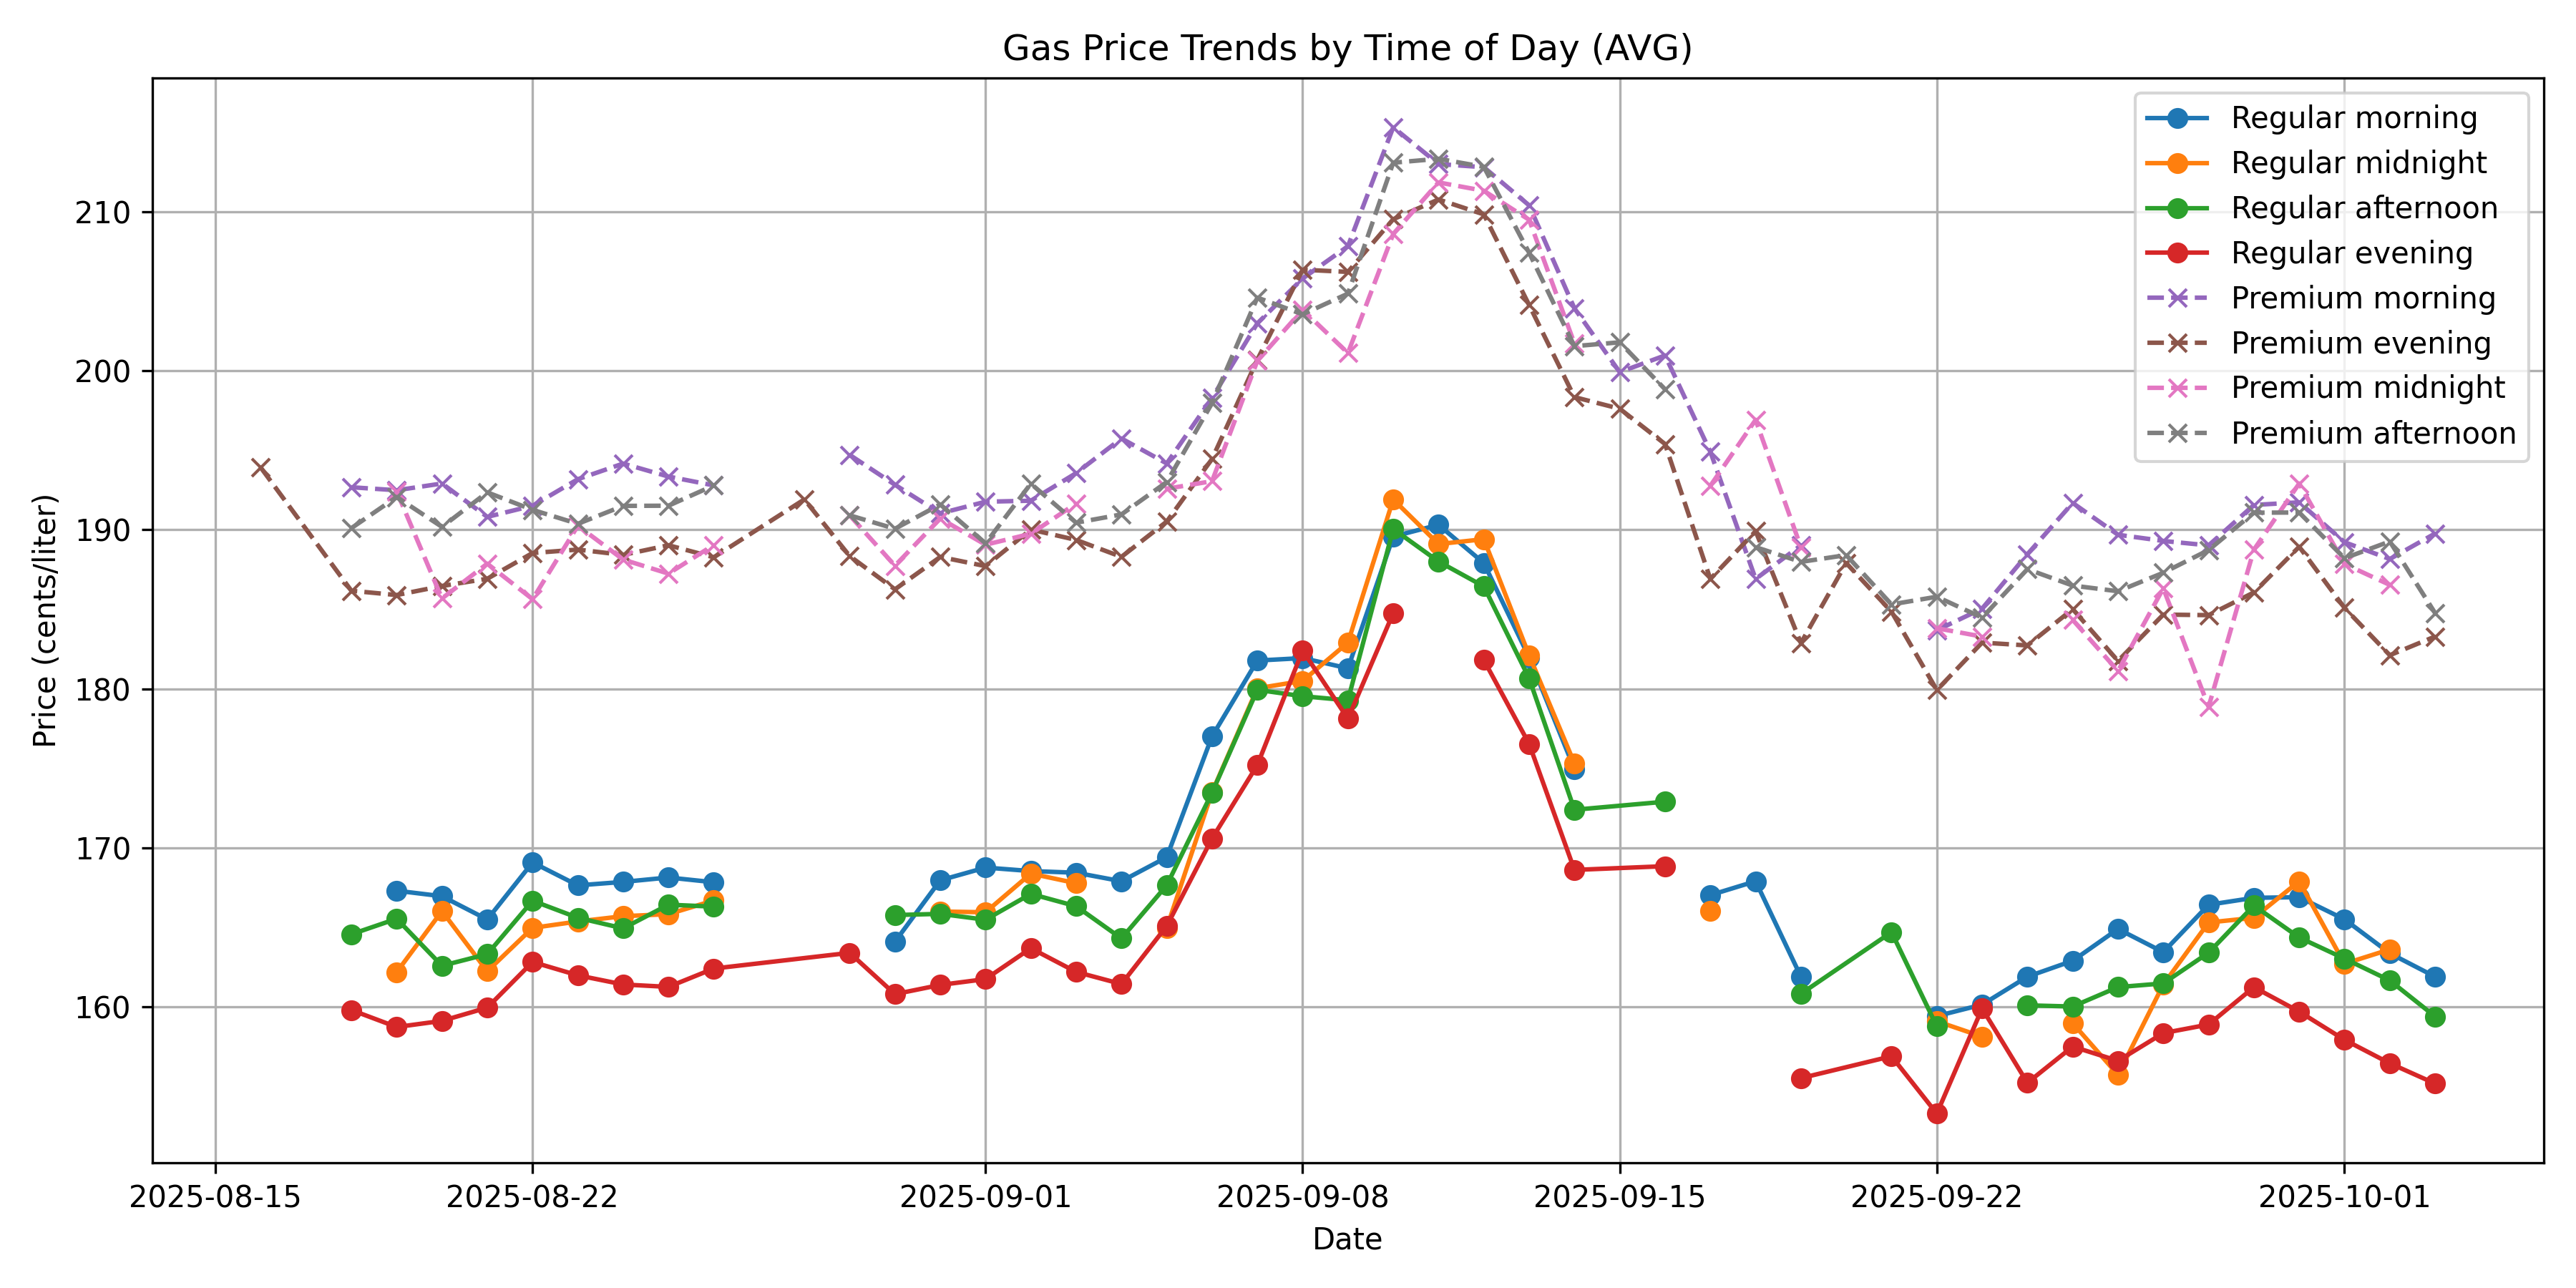 Gas Price Trends by Time of Day (AVG)
Regular morning
Regular midnight
Regular afternoon
Regular evening
Premium morning
Premium evening
Premium midnight
Premium afternoon
Price (cents/liter)
210
200
190
180
170
160
2025-08-15
2025-08-22
2025-09-01
2025-09-08
2025-09-15
2025-09-22
2025-10-01
Date